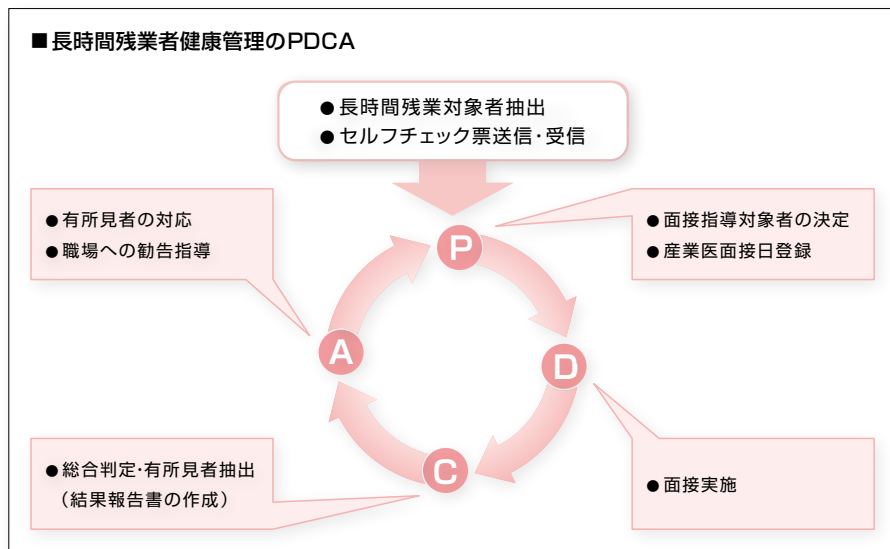 ■長時間残業者健康管理のPDCA
●長時間残業対象者抽出
●セルフチェック票送信・受信
●有所見者の対応
●職場への勧告指導
●面接指導対象者の決定
●産業医面接日登録
P
A
D
C
●総合判定・有所見者抽出
（結果報告書の作成）
●面接実施